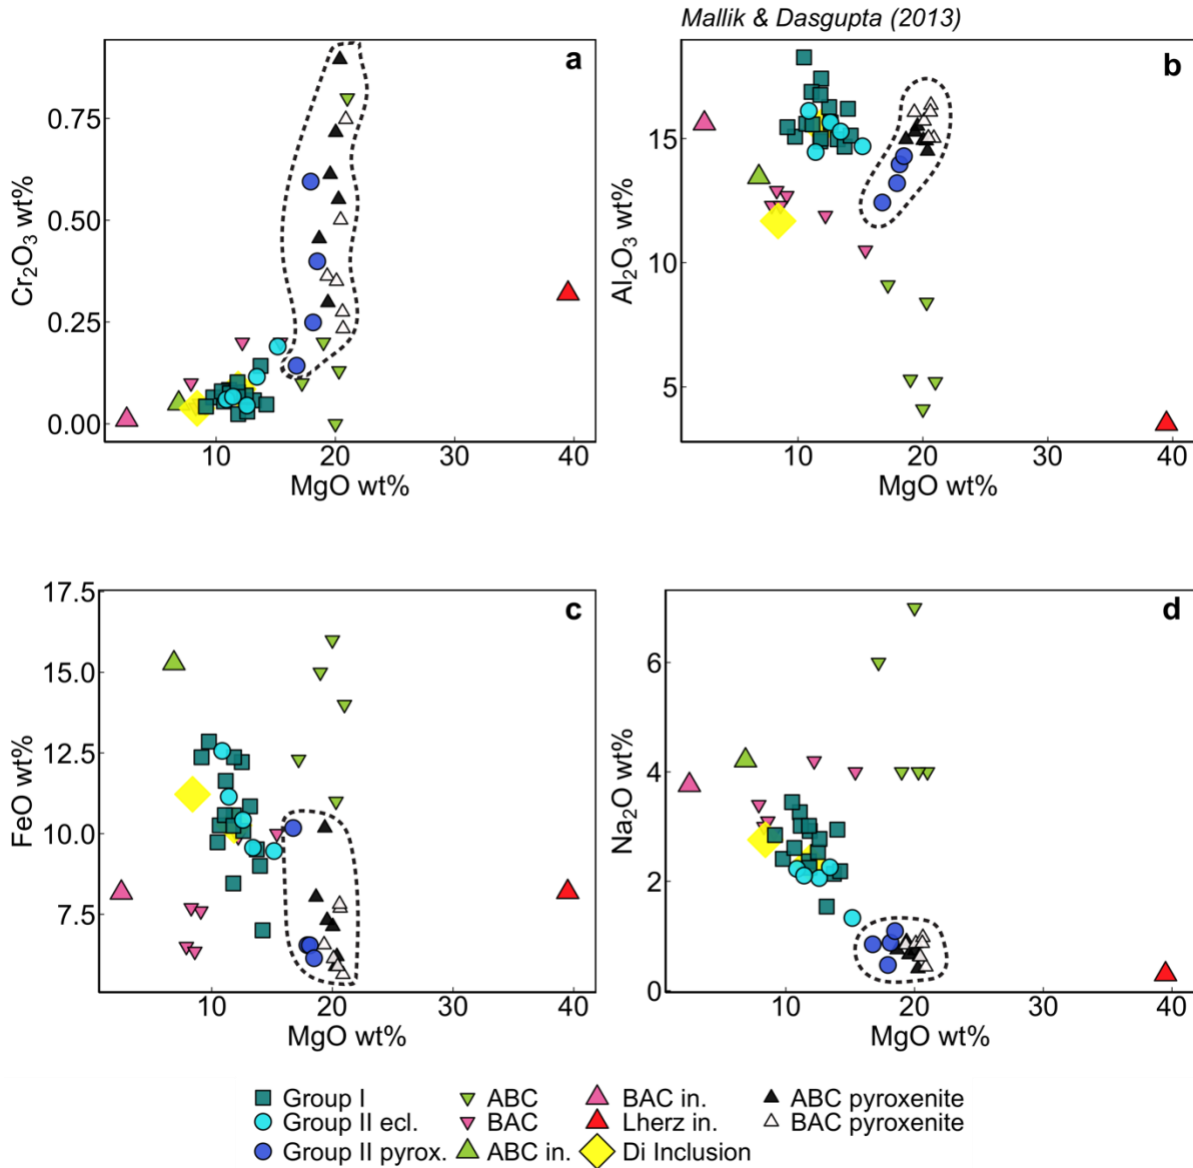 Mallik & Dasgupta (2013)
a
0.75
0.50
0.25
0.00
Cr₂O₃ wt%
10 20 30 40
MgO wt%
b
15
10
5
Al₂O₃ wt%
10 20 30 40
MgO wt%
c
17.5
15.0
12.5
10.0
7.5
FeO wt%
10 20 30 40
MgO wt%
d
6
4
2
0
Na₂O wt%
10 20 30 40
MgO wt%
Group I ABC BAC in. ABC pyroxenite
Group II ecl. BAC Lherz in. BAC pyroxenite
Group II pyrox. ABC in. Di Inclusion